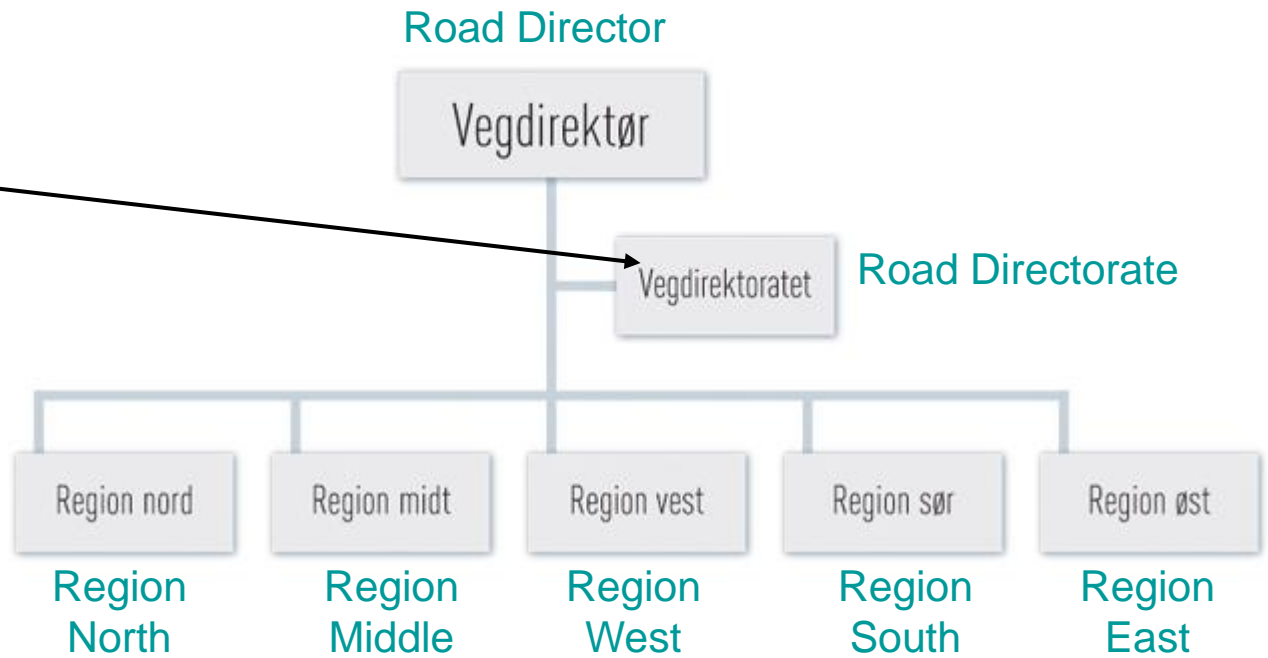 Road Director
Vegdirektør
Vegdirektoratet
Road Directorate
Region nord
Region midt
Region vest
Region sør
Region øst
Region
North
Region
Middle
Region
West
Region
South
Region
East